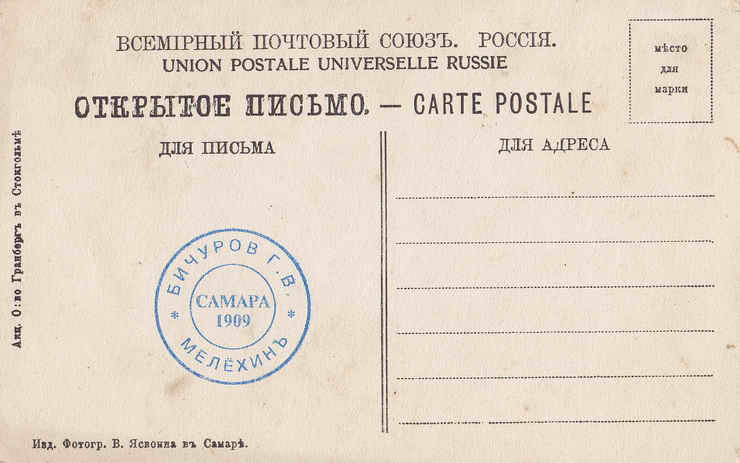 ВСЕМІРНЫЙ ПОЧТОВЫЙ СОЮЗЪ. РОССІЯ.
UNION POSTALE UNIVERSELLE RUSSIE
ОТКРЫТОЕ ПИСЬМО. — CARTE POSTALE
мѣсто
для
марки
ДЛЯ ПИСЬМА
ДЛЯ АДРЕСА
Акц. О:во Гранбергъ въ Стокгольмѣ
* БИЧУРОВ Г.В. *
САМАРА
1909
МЕЛЁХИНЪ
Изд. Фотогр. В. Ясвоина въ Самарѣ.